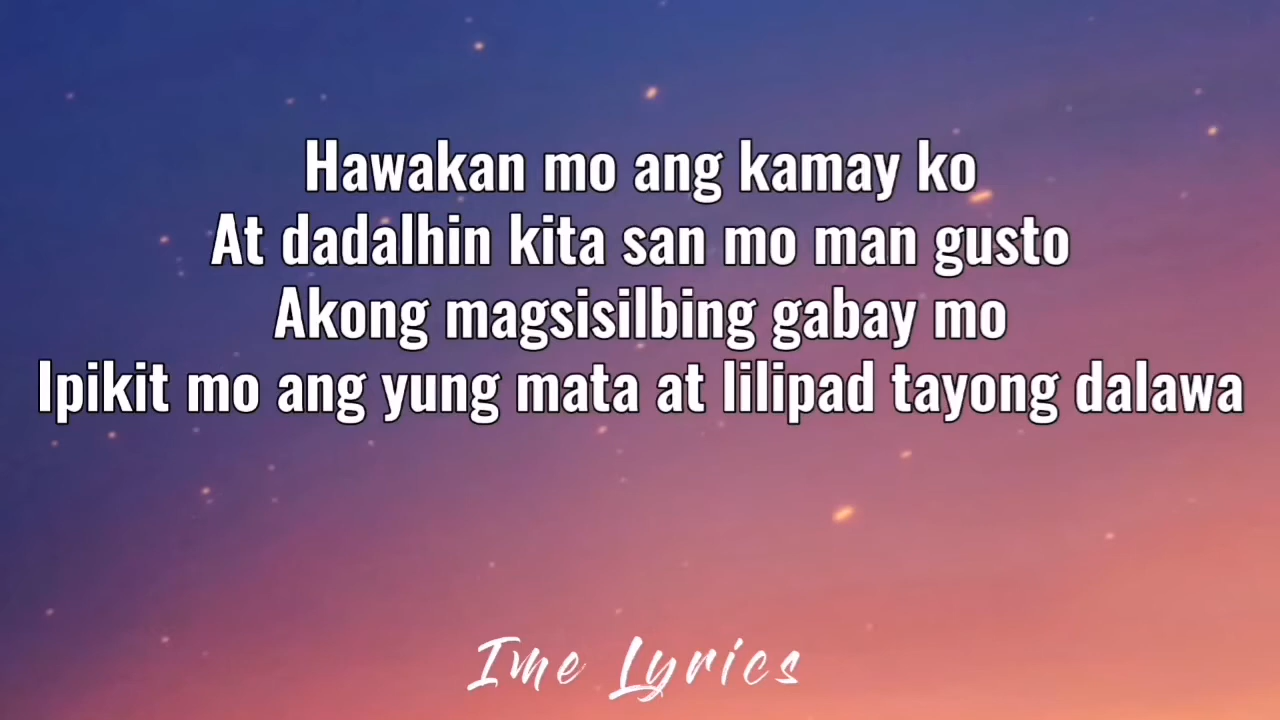 Hawakan mo ang kamay ko
At dadalhin kita san mo man gusto
Akong magsisilbing gabay mo
Ipikit mo ang yung mata at lilipad tayong dalawa
Ime Lyrics